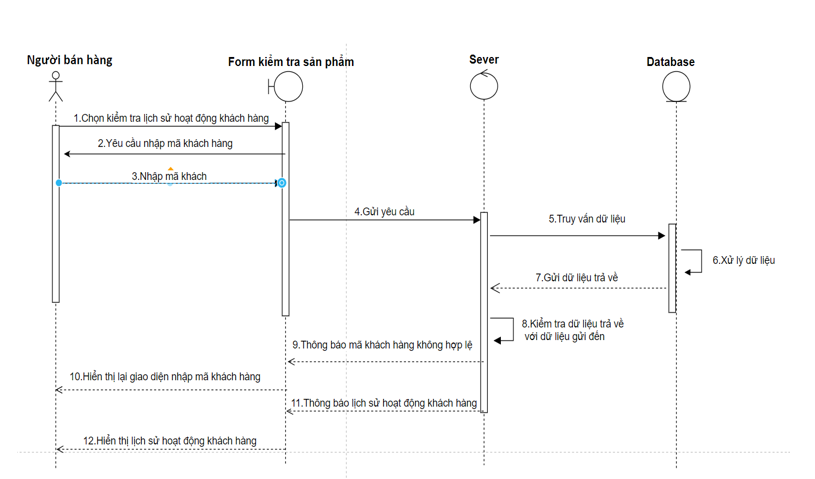 Người bán hàng
Form kiểm tra sản phẩm
Sever
Database
1.Chọn kiểm tra lịch sử hoạt động khách hàng
2.Yêu cầu nhập mã khách hàng
3.Nhập mã khách
4.Gửi yêu cầu
5.Truy vấn dữ liệu
6.Xử lý dữ liệu
7.Gửi dữ liệu trả về
8.Kiểm tra dữ liệu trả về
với dữ liệu gửi đến
9.Thông báo mã khách hàng không hợp lệ
10.Hiển thị lại giao diện nhập mã khách hàng
11.Thông báo lịch sử hoạt động khách hàng
12.Hiển thị lịch sử hoạt động khách hàng